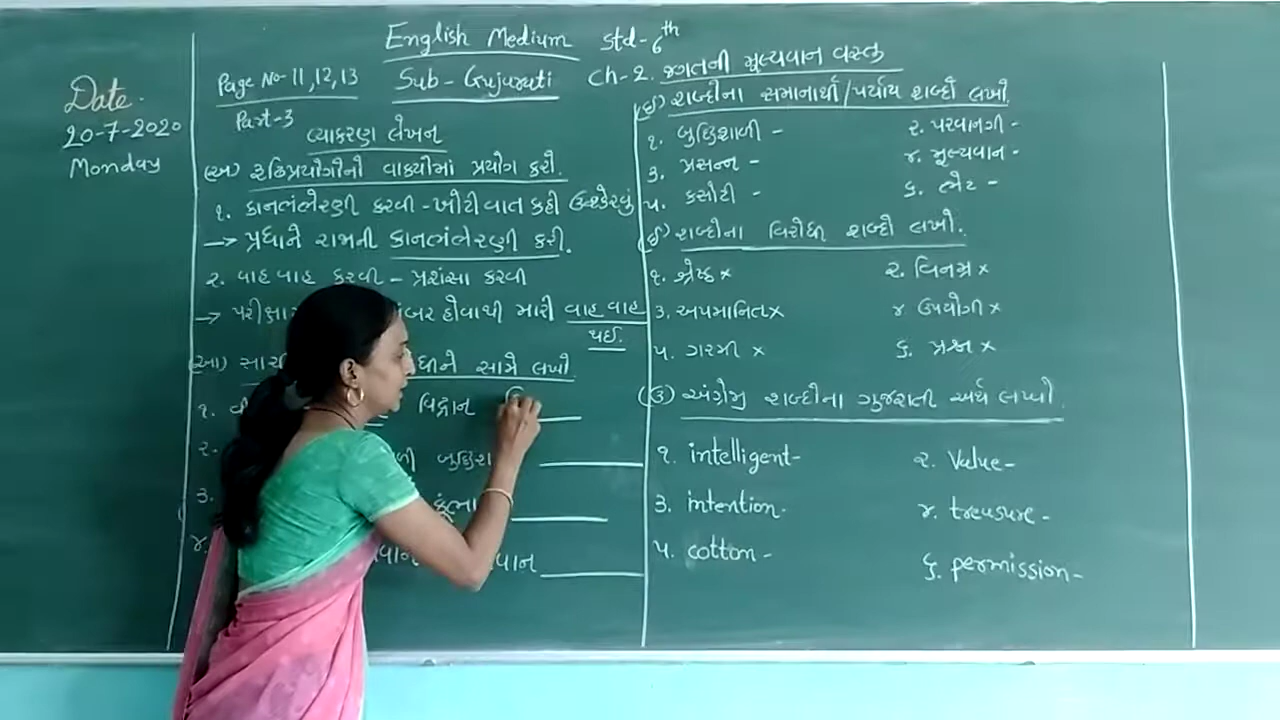 English Medium std-6th
Date.
20-7-2020
Monday
Page No-11,12,13
Sub-Gujarati
Ch-2. જગતની મૂલ્યવાન વસ્તુ
Part-3
વ્યાકરણ લેખન
(અ) રૂઢિપ્રયોગોનો વાક્યોમાં પ્રયોગ કરો.
૧. કાનભંભેરણી કરવી - ખોટી વાત કહી ઉશ્કેરવું
→ પ્રધાને રાજાની કાનભંભેરણી કરી.
૨. વાહ વાહ કરવી - પ્રશંસા કરવી
→ નંબર હોવાથી મારી વાહ વાહ
થઈ.
(આ) સામે લખો
૧. વિદ્વાન
૨.
૩.
૪.
(ઇ) શબ્દોના સમાનાર્થી/પર્યાય શબ્દો લખો
૧. બુદ્ધિશાળી -
૨. પરવાનગી -
૩. પ્રસન્ન -
૪. મૂલ્યવાન -
૫. કસોટી -
૬. ભેટ -
(ઈ) શબ્દોના વિરોધી શબ્દો લખો.
૧. શ્રેષ્ઠ x
૨. વિનમ્ર x
૩. અપમાનિત x
૪ ઉપયોગી x
૫. ગરમી x
૬. પ્રશ્ન x
(ઉ) અંગ્રેજી શબ્દોના ગુજરાતી અર્થ લખો
૧. intelligent-
૨. Value-
૩. intention-
૪. treasure-
૫. cotton -
૬. permission-